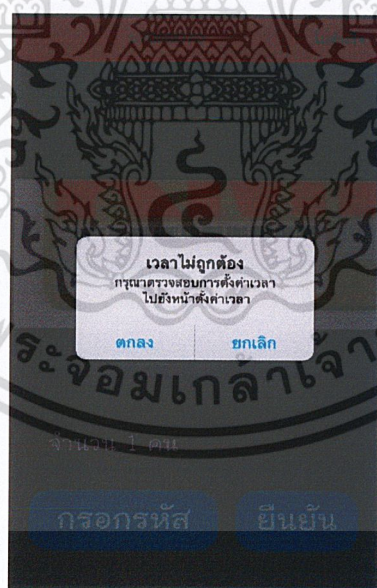 เวลาไม่ถูกต้อง
กรุณาตรวจสอบการตั้งค่าเวลา
ไปยังหน้าตั้งค่าเวลา
ตกลง ยกเลิก
ระจอมเกล้าเจ้า
จำนวน 1 คน
กรอกรหัส ยืนยัน